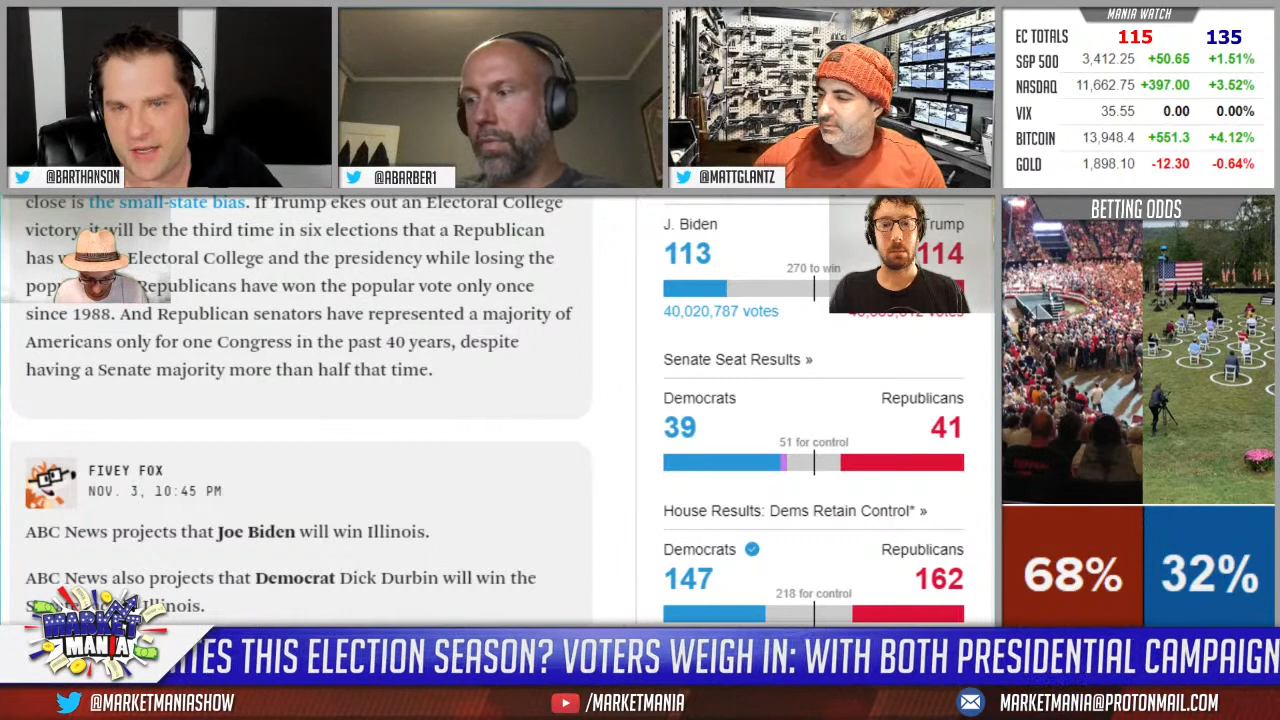 @BARTHANSON
@ABARBER1
@MATTGLANTZ
MANIA WATCH
EC TOTALS 115 135
S&P 500 3,412.25 +50.65 +1.51%
NASDAQ 11,662.75 +397.00 +3.52%
VIX 35.55 0.00 0.00%
BITCOIN 13,948.4 +551.3 +4.12%
GOLD 1,898.10 -12.30 -0.64%
close is the small-state bias. If Trump ekes out an Electoral College
victory, it will be the third time in six elections that a Republican
has Electoral College and the presidency while losing the
Republicans have won the popular vote only once
since 1988. And Republican senators have represented a majority of
Americans only for one Congress in the past 40 years, despite
having a Senate majority more than half that time.
FIVEY FOX
NOV. 3, 10:45 PM
ABC News projects that Joe Biden will win Illinois.
ABC News also projects that Democrat Dick Durbin will win the
Illinois.
J. Biden Trump
113 114
270 to win
40,020,787 votes votes
Senate Seat Results »
Democrats Republicans
39 41
51 for control
House Results: Dems Retain Control* »
Democrats Republicans
147 162
218 for control
BETTING ODDS
68% 32%
MARKET
MANIA
ATES THIS ELECTION SEASON? VOTERS WEIGH IN: WITH BOTH PRESIDENTIAL CAMPAIGN
@MARKETMANIASHOW
/MARKETMANIA
MARKETMANIA@PROTONMAIL.COM